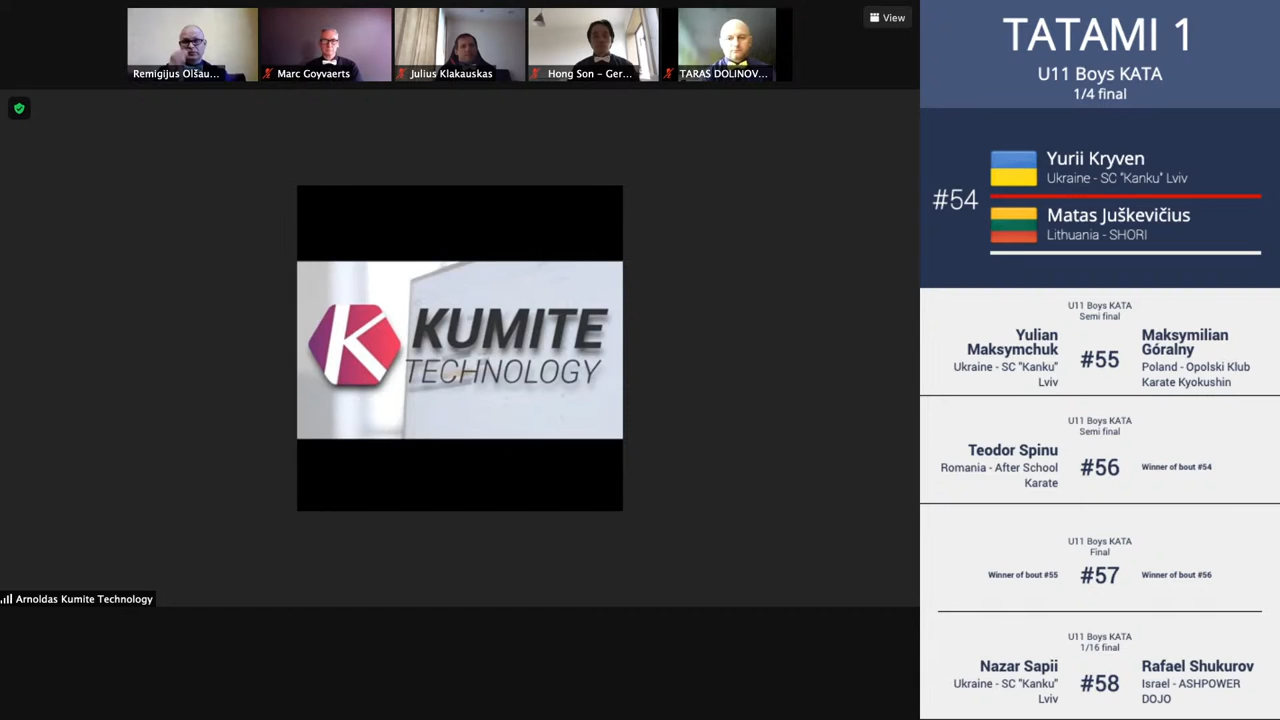 Remigijus Olšau...
Marc Goyvaerts
Julius Klakauskas
Hong Son – Ger...
TARAS DOLINOV...
View
KUMITE
TECHNOLOGY
Arnoldas Kumite Technology
TATAMI 1
U11 Boys KATA
1/4 final
#54
Yurii Kryven
Ukraine - SC "Kanku" Lviv
Matas Juškevičius
Lithuania - SHORI
U11 Boys KATA
Semi final
Yulian
Maksymchuk
Ukraine - SC "Kanku"
Lviv
#55
Maksymilian
Góralny
Poland - Opolski Klub
Karate Kyokushin
U11 Boys KATA
Semi final
Teodor Spinu
Romania - After School
Karate
#56
Winner of bout #54
U11 Boys KATA
Final
Winner of bout #55
#57
Winner of bout #56
U11 Boys KATA
1/16 final
Nazar Sapii
Ukraine - SC "Kanku"
Lviv
#58
Rafael Shukurov
Israel - ASHPOWER
DOJO